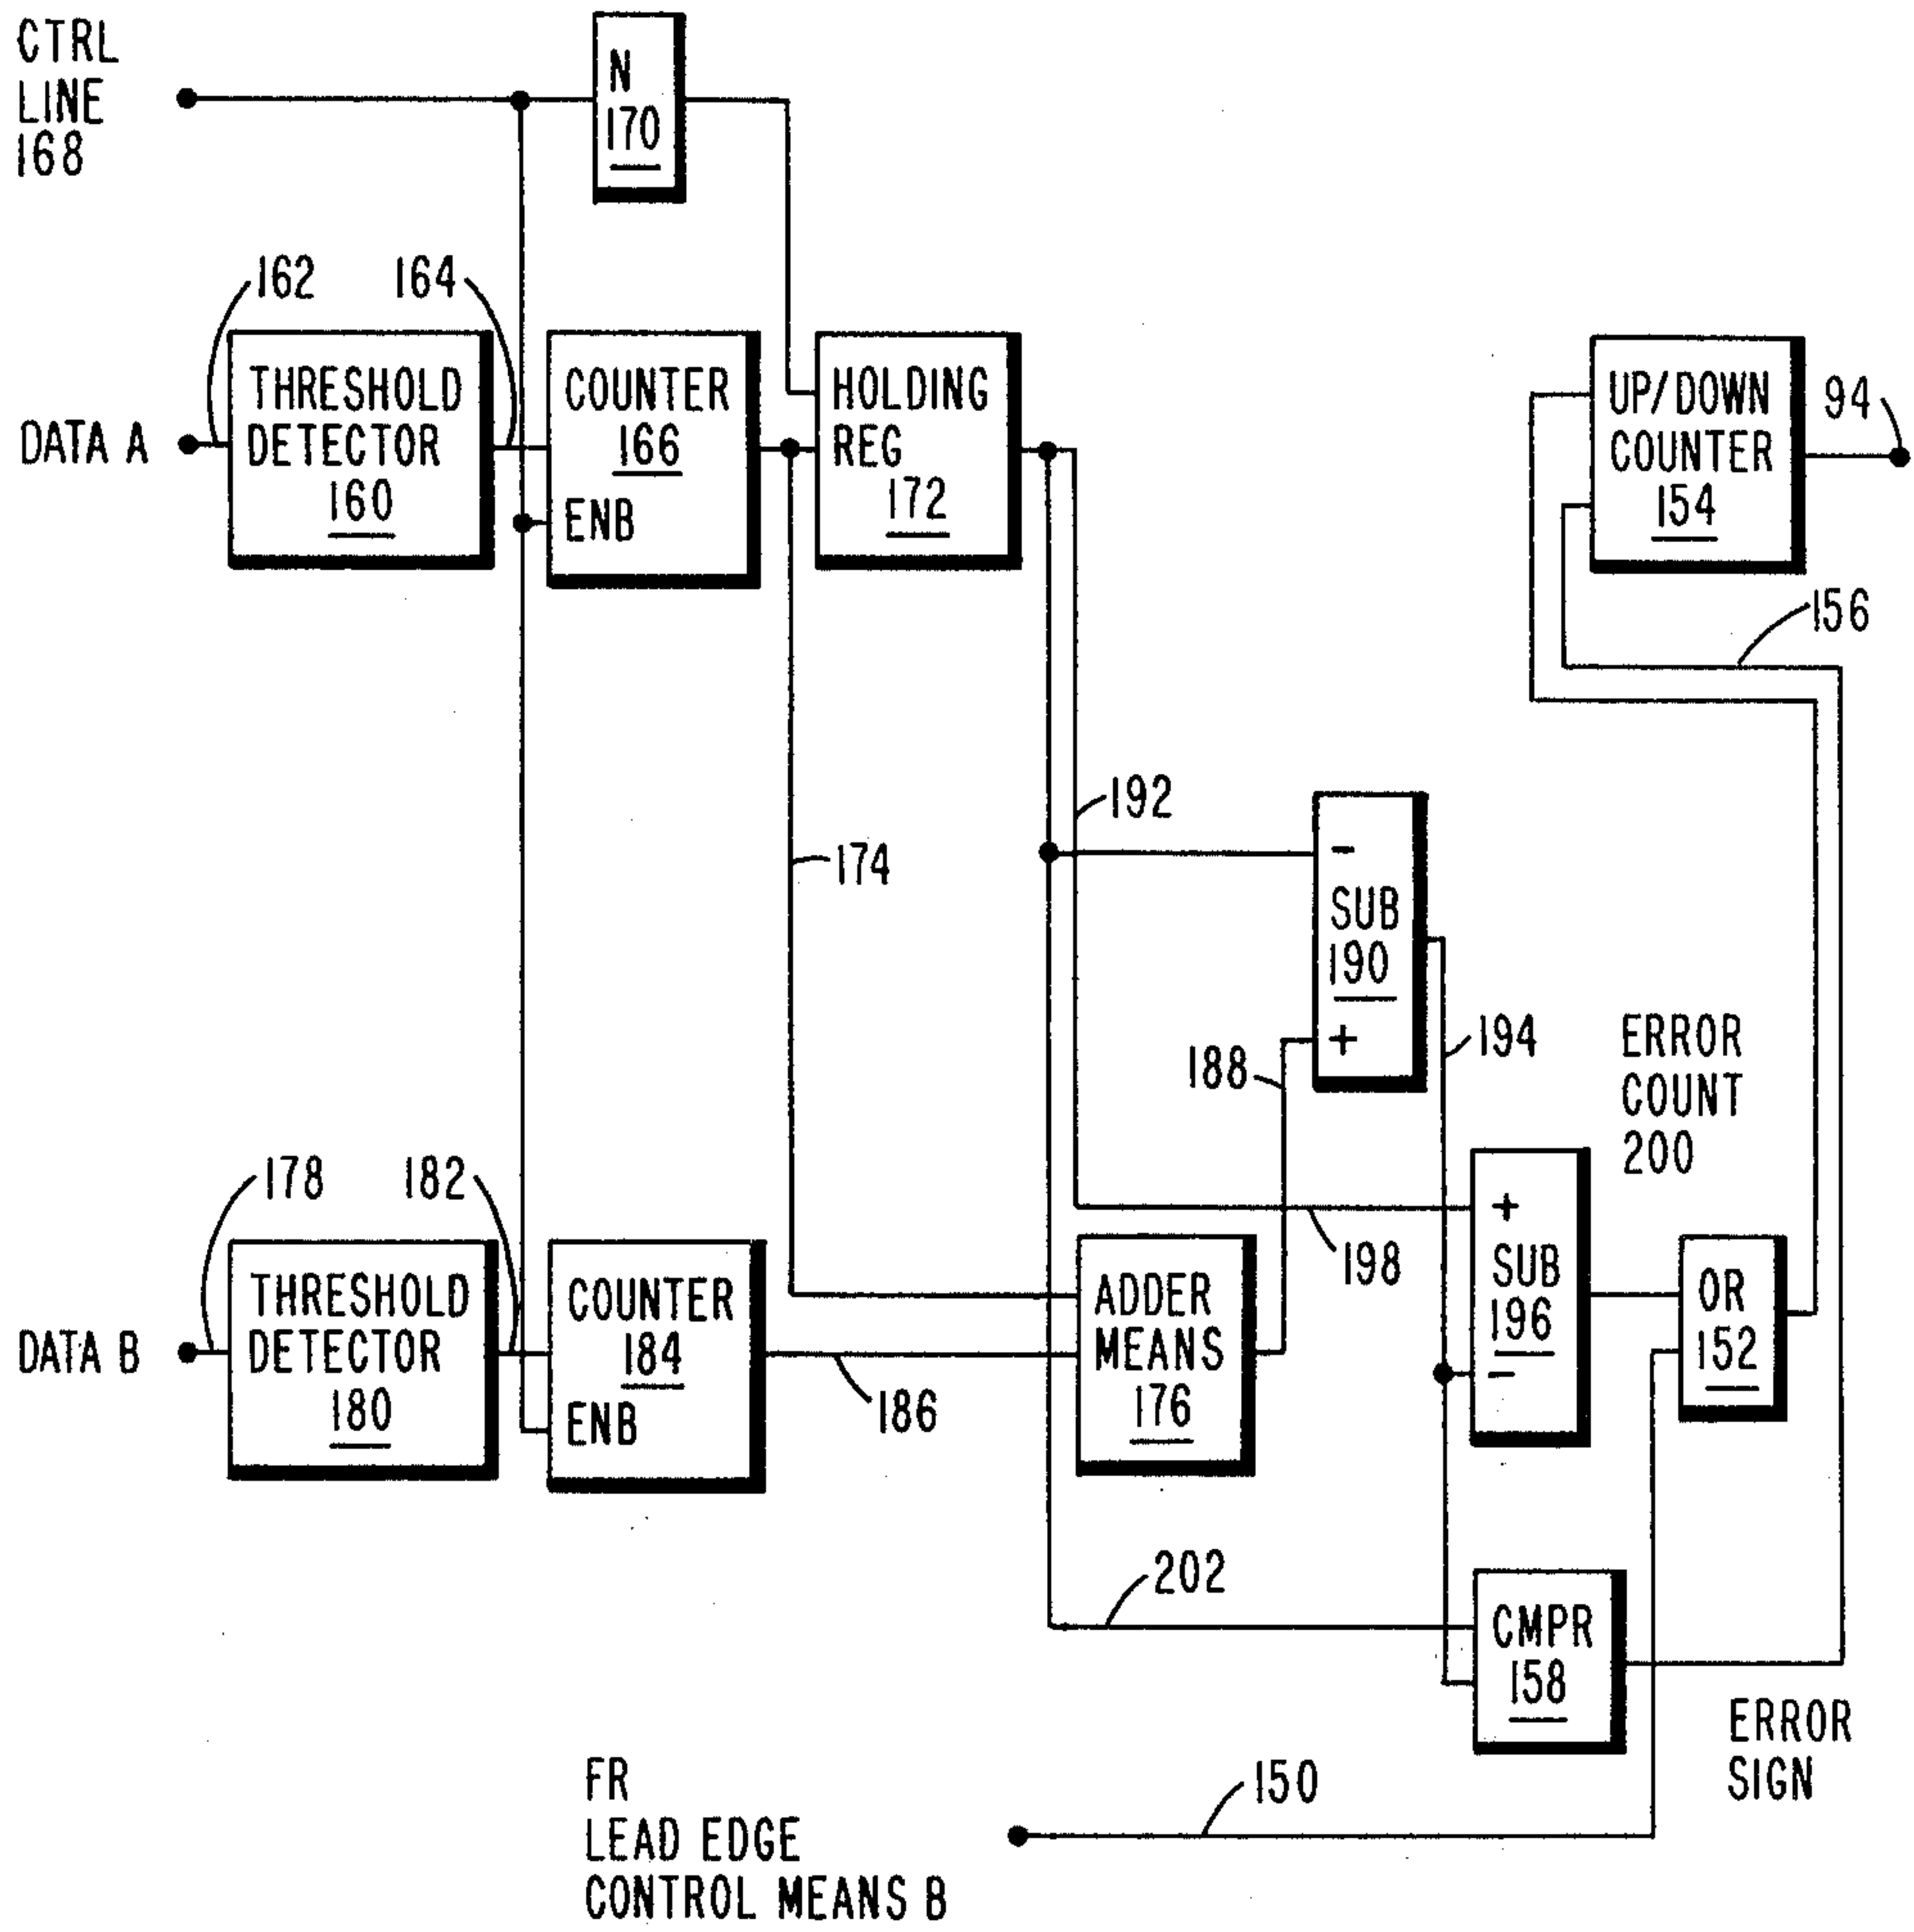 CTRL
LINE
168
N
170
162
164
DATA A
THRESHOLD
DETECTOR
160
COUNTER
166
ENB
HOLDING
REG
172
UP/DOWN
COUNTER
154
94
156
192
174
-
SUB
190
+
188
194
ERROR
COUNT
200
178
182
DATA B
THRESHOLD
DETECTOR
180
COUNTER
184
ENB
186
ADDER
MEANS
176
198
+
SUB
196
-
OR
152
202
CMPR
158
ERROR
SIGN
150
FR
LEAD EDGE
CONTROL MEANS B